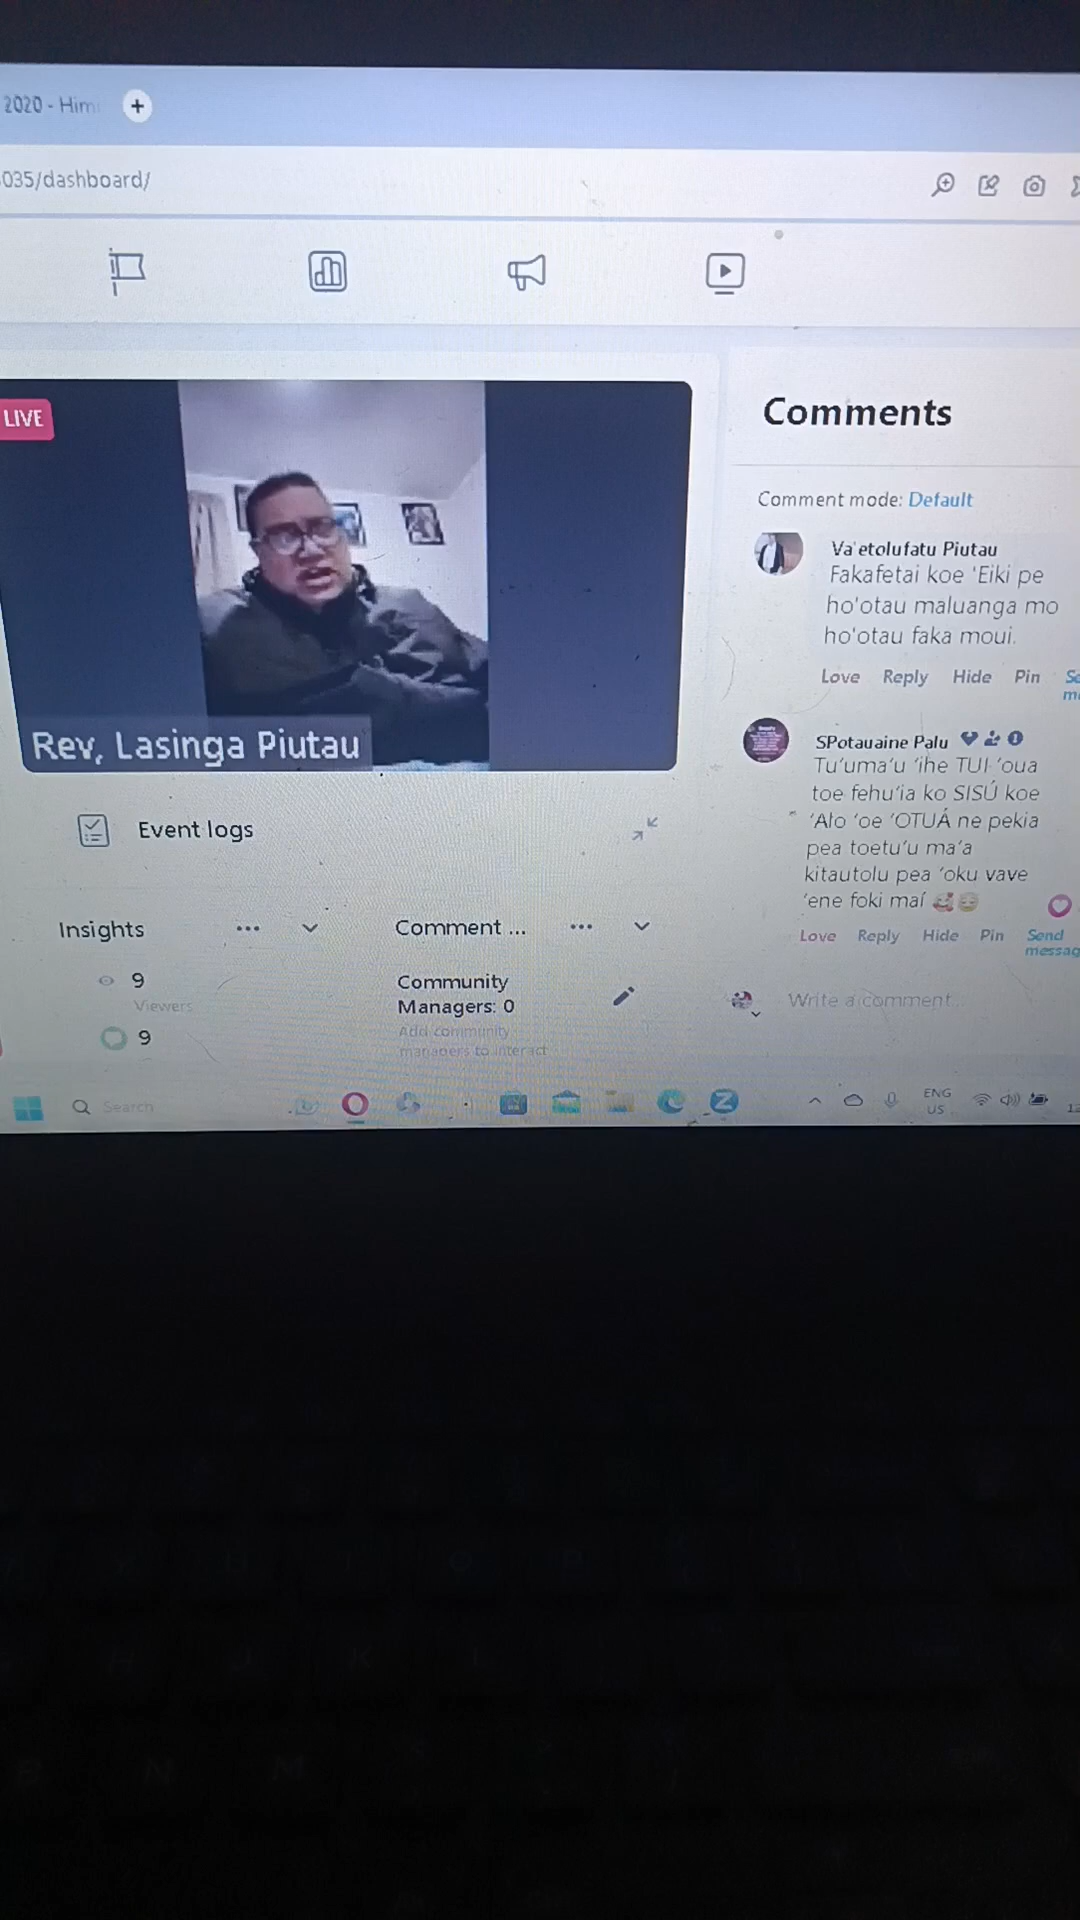 2020 - Him
035/dashboard/
LIVE
Rev, Lasinga Piutau
Event logs
Insights
9
Viewers
9
Comment ...
Community
Managers: 0
Add community
managers to interact
Comments
Comment mode: Default
Va'etolufatu Piutau
Fakafetai koe 'Eiki pe
ho'otau maluanga mo
ho'otau faka moui.
Love Reply Hide Pin
SPotauaine Palu
Tu'uma'u 'ihe TUI 'oua
toe fehu'ia ko SISÚ koe
'Alo 'oe 'OTUÁ ne pekia
pea toetu'u ma'a
kitautolu pea 'oku vave
'ene foki maí
Love Reply Hide Pin Send
messag
Write a comment...
Search
ENG
US